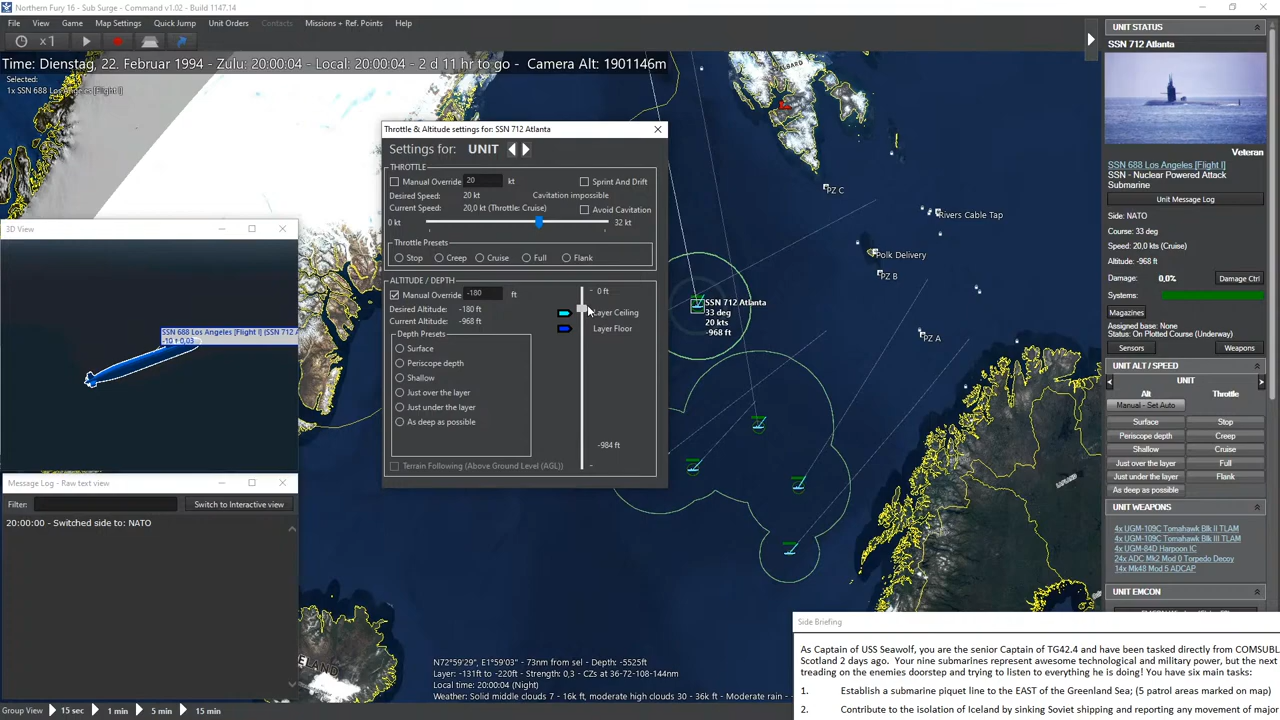 Northern Fury 16 - Sub Surge - Command v1.02 - Build 1147.14
File View Game Map Settings Quick Jump Unit Orders Contacts Missions + Ref. Points Help
x1
Time: Dienstag, 22. Februar 1994 - Zulu: 20:00:04 - Local: 20:00:04 - 2 d 11 hr to go - Camera Alt: 1901146m
Selected:
1x SSN 688 Los Angeles [Flight I]
SVALBARD
PZ C
Rivers Cable Tap
Polk Delivery
PZ B
PZ A
LAPLAND
ICELAND
SSN 712 Atlanta
33 deg
20 kts
-968 ft
Throttle & Altitude settings for: SSN 712 Atlanta
Settings for: UNIT
THROTTLE
Manual Override 20 kt Sprint And Drift
Desired Speed: 20 kt Cavitation impossible
Current Speed: 20,0 kt (Throttle: Cruise) Avoid Cavitation
0 kt 32 kt
Throttle Presets
Stop Creep Cruise Full Flank
ALTITUDE / DEPTH
Manual Override -180 ft
Desired Altitude: -180 ft
Current Altitude: -968 ft
Depth Presets
Surface
Periscope depth
Shallow
Just over the layer
Just under the layer
As deep as possible
0 ft
Layer Ceiling
Layer Floor
-984 ft
Terrain Following (Above Ground Level (AGL))
3D View
SSN 688 Los Angeles [Flight I] (SSN 712 A
-10 t 0,03
Message Log - Raw text view
Filter: Switch to Interactive view
20:00:00 - Switched side to: NATO
N72°59'29", E1°59'03" - 73nm from sel - Depth: -5525ft
Layer: -131ft to -220ft - Strength: 0,3 - CZs at 36-72-108-144nm
Local time: 20:00:04 (Night)
Weather: Solid middle clouds 7 - 16k ft, moderate high clouds 30 - 36k ft - Moderate rain -
Group View 15 sec 1 min 5 min 15 min
UNIT STATUS
SSN 712 Atlanta
Veteran
SSN 688 Los Angeles [Flight I]
SSN - Nuclear Powered Attack
Submarine
Unit Message Log
Side: NATO
Course: 33 deg
Speed: 20,0 kts (Cruise)
Altitude: -968 ft
Damage: 0,0% Damage Ctrl
Systems:
Magazines
Assigned base: None
Status: On Plotted Course (Underway)
Sensors Weapons
UNIT ALT / SPEED
UNIT
Alt Throttle
Manual - Set Auto
Surface Stop
Periscope depth Creep
Shallow Cruise
Just over the layer Full
Just under the layer Flank
As deep as possible
UNIT WEAPONS
4x UGM-109C Tomahawk Blk II TLAM
4x UGM-109C Tomahawk Blk III TLAM
4x UGM-84D Harpoon IC
24x ADC Mk2 Mod 0 Torpedo Decoy
14x Mk48 Mod 5 ADCAP
UNIT EMCON
Side Briefing
As Captain of USS Seawolf, you are the senior Captain of TG42.4 and have been tasked directly from COMSUBL
Scotland 2 days ago. Your nine submarines represent awesome technological and military power, but the next
treading on the enemies doorstep and trying to listen to everything he is doing! You have six main tasks:
1. Establish a submarine piquet line to the EAST of the Greenland Sea; (5 patrol areas marked on map)
2. Contribute to the isolation of Iceland by sinking Soviet shipping and reporting any movement of major